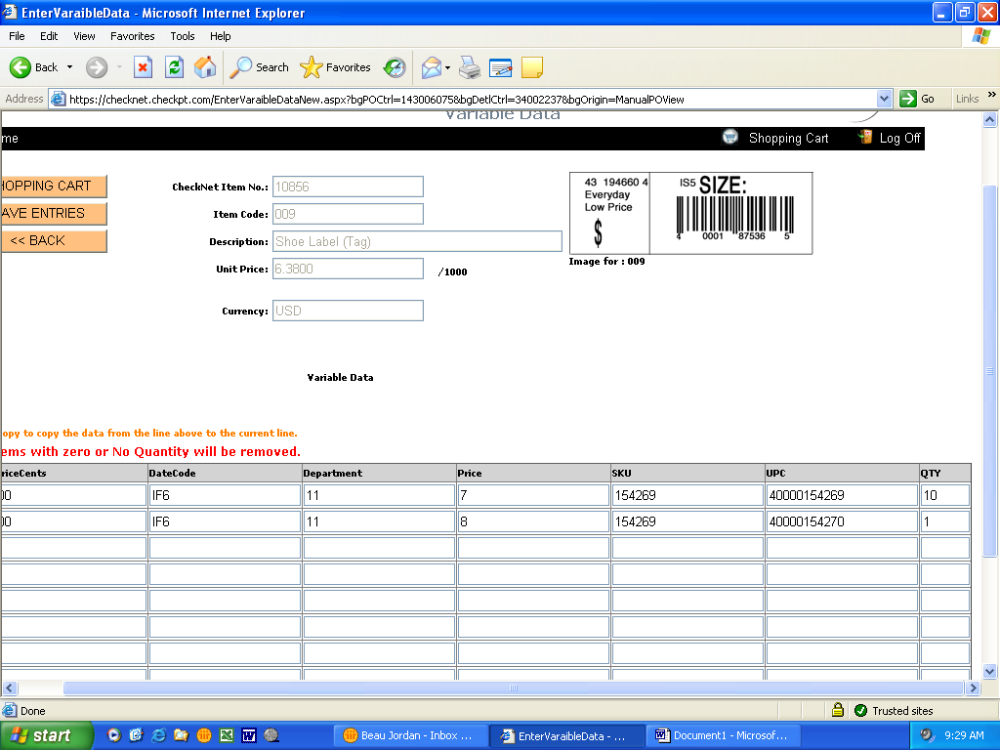 EnterVaraibleData - Microsoft Internet Explorer
File Edit View Favorites Tools Help
Back Search Favorites
Address https://checknet.checkpt.com/EnterVaraibleDataNew.aspx?bgPOCtrl=143006075&bgDetlCtrl=34002237&bgOrigin=ManualPOView Go Links »
Variable Data
me Shopping Cart Log Off
HOPPING CART
AVE ENTRIES
<< BACK
CheckNet Item No.: 10856
Item Code: 009
Description: Shoe Label (Tag)
Unit Price: 6.3800 /1000
Currency: USD
43 194660 4
Everyday
Low Price
$
IS5 SIZE:
4 0001 87536 5
Image for : 009
Variable Data
opy to copy the data from the line above to the current line.
ems with zero or No Quantity will be removed.
riceCents DateCode Department Price SKU UPC QTY
00 IF6 11 7 154269 40000154269 10
00 IF6 11 8 154269 40000154270 1
Done Trusted sites
start Beau Jordan - Inbox ... EnterVaraibleData - ... Document1 - Microsof... 9:29 AM